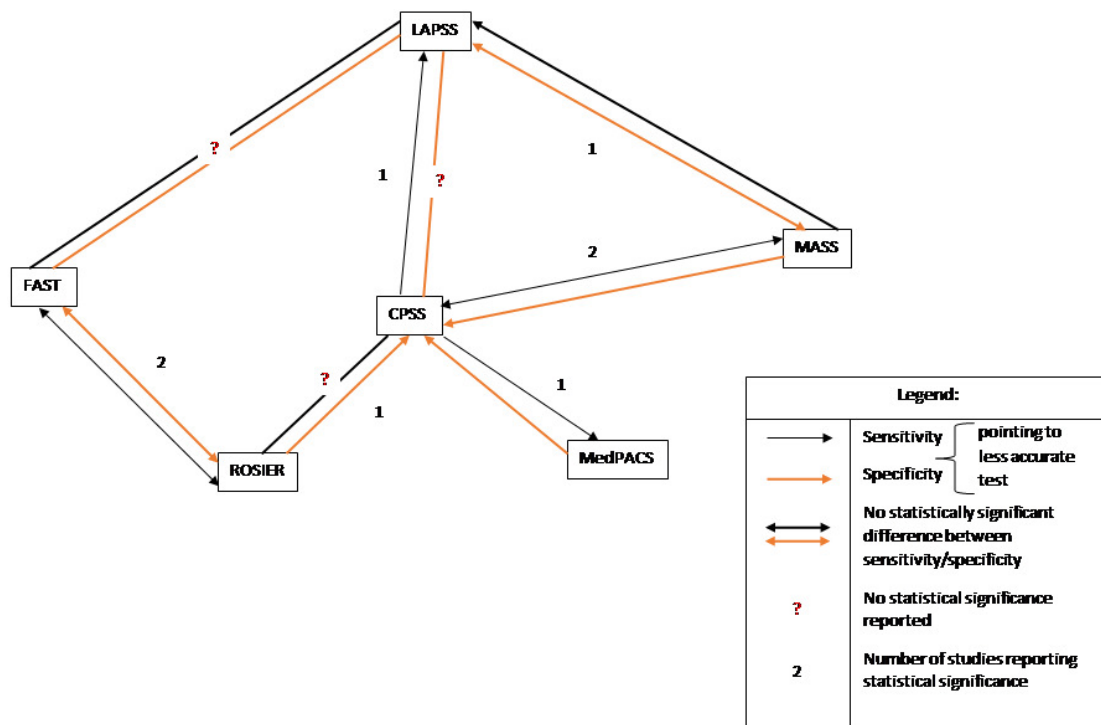 LAPSS
?
1
1
?
MASS
2
FAST
CPSS
2
?
1
1
ROSIER
MedPACS
Legend:
Sensitivity
pointing to
less accurate
test
Specificity
No statistically significant
difference between
sensitivity/specificity
?
No statistical significance
reported
2
Number of studies reporting
statistical significance